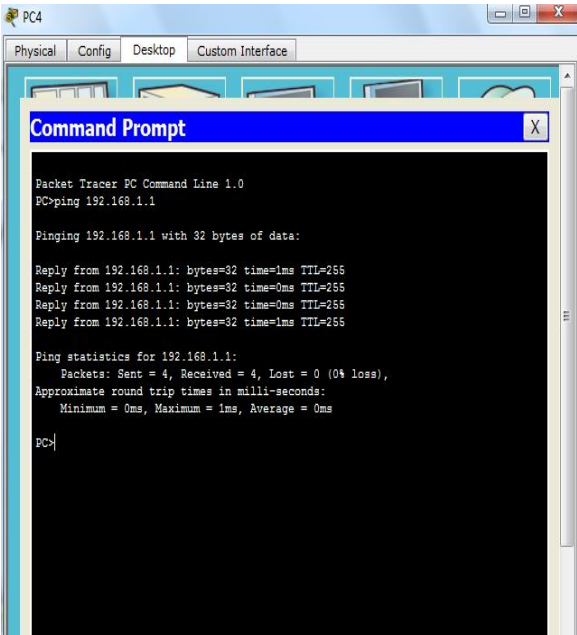 PC4
Physical Config Desktop Custom Interface
Command Prompt X
Packet Tracer PC Command Line 1.0
PC>ping 192.168.1.1
Pinging 192.168.1.1 with 32 bytes of data:
Reply from 192.168.1.1: bytes=32 time=1ms TTL=255
Reply from 192.168.1.1: bytes=32 time=0ms TTL=255
Reply from 192.168.1.1: bytes=32 time=0ms TTL=255
Reply from 192.168.1.1: bytes=32 time=1ms TTL=255
Ping statistics for 192.168.1.1:
Packets: Sent = 4, Received = 4, Lost = 0 (0% loss),
Approximate round trip times in milli-seconds:
Minimum = 0ms, Maximum = 1ms, Average = 0ms
PC>